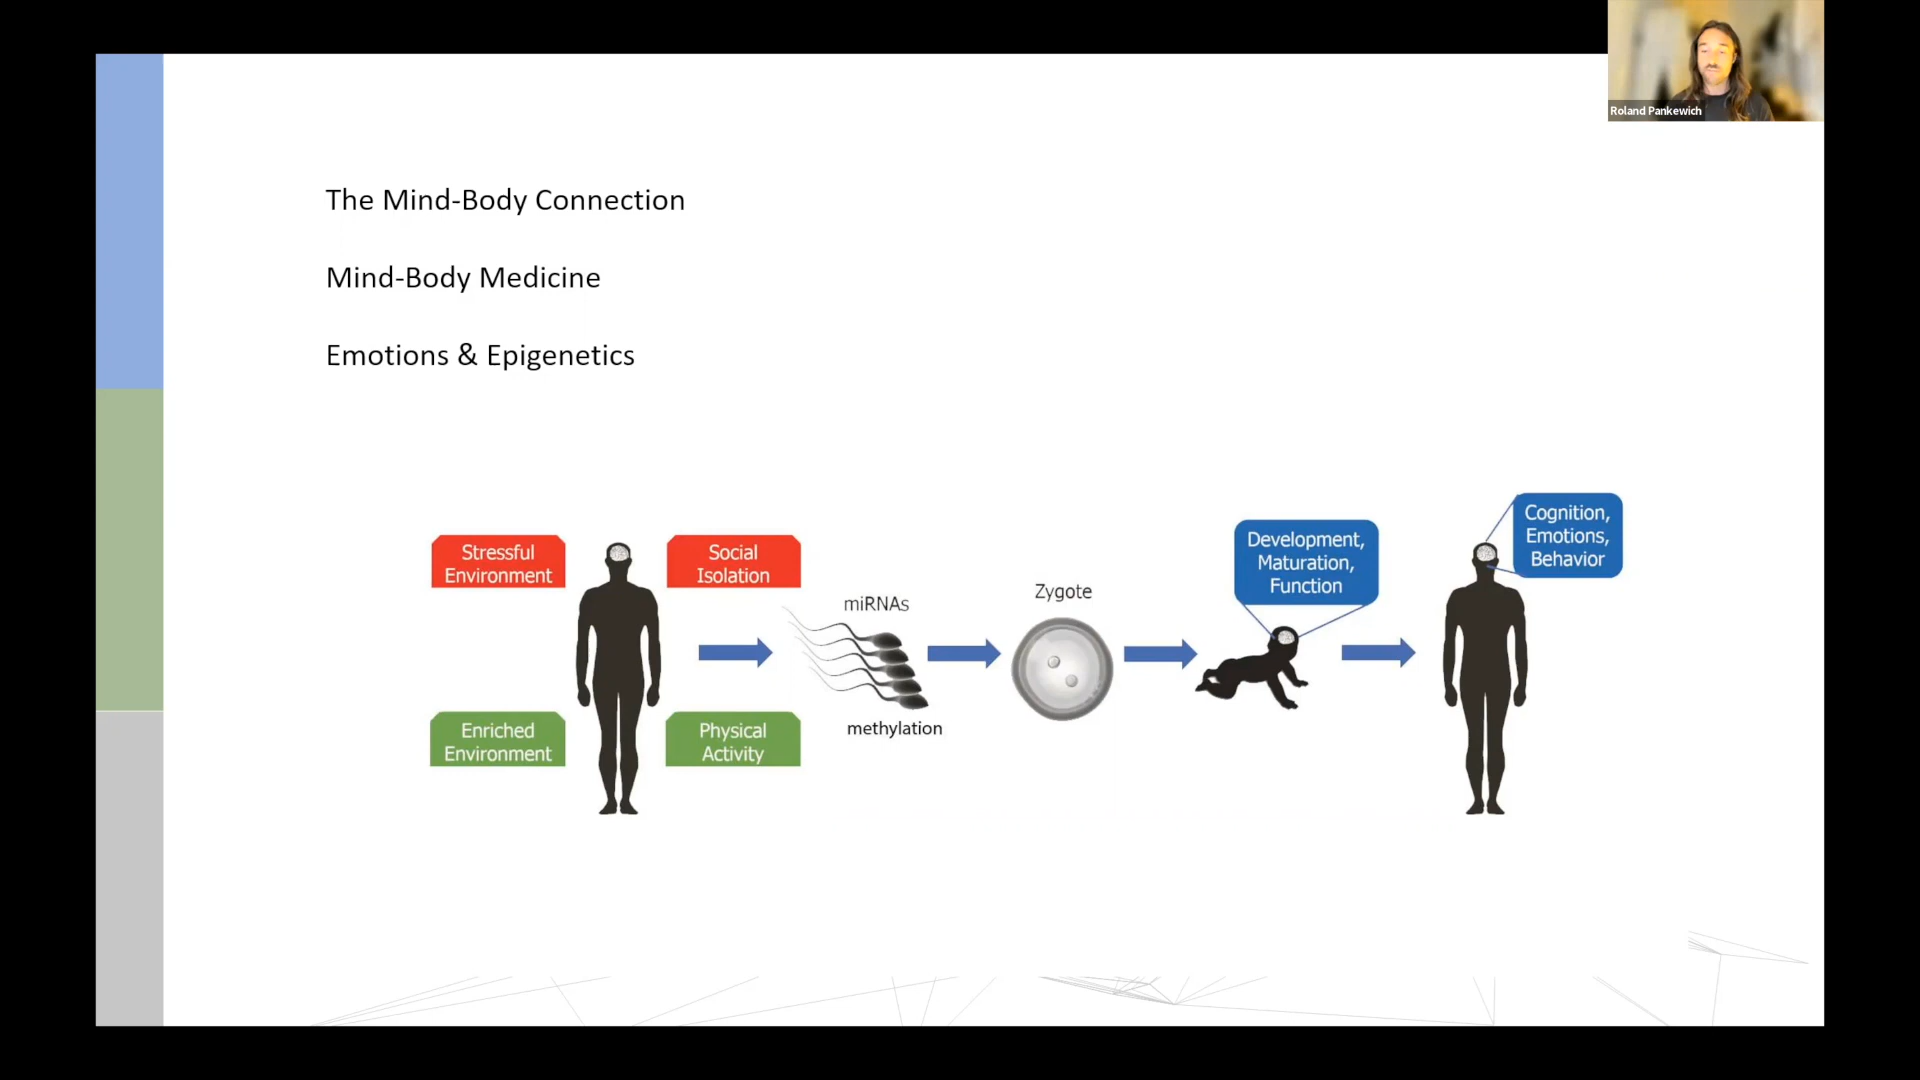 Roland Pankewich
The Mind-Body Connection
Mind-Body Medicine
Emotions & Epigenetics
Stressful
Environment
Social
Isolation
Enriched
Environment
Physical
Activity
miRNAs
methylation
Zygote
Development,
Maturation,
Function
Cognition,
Emotions,
Behavior